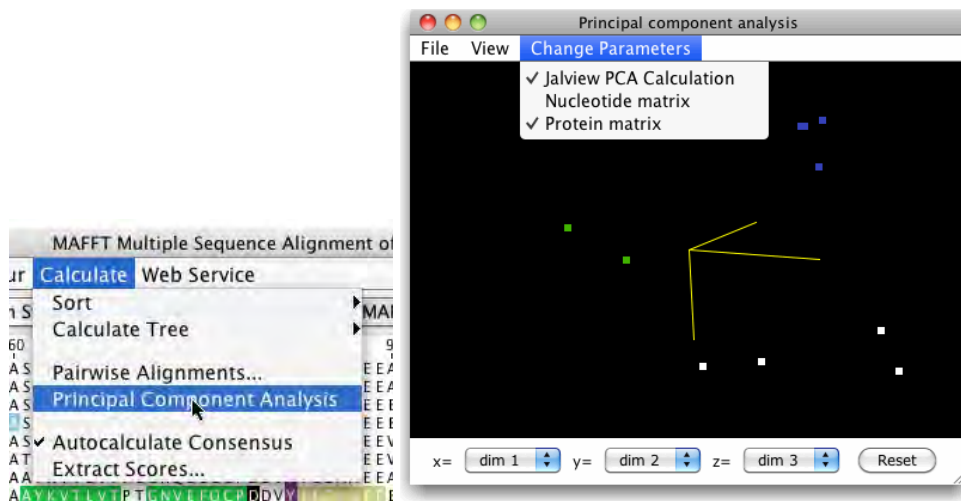 MAFFT Multiple Sequence Alignment of
ur Calculate Web Service
Sort
Calculate Tree
60
Pairwise Alignments...
Principal Component Analysis
✓ Autocalculate Consensus
Extract Scores...
Principal component analysis
File View Change Parameters
✓ Jalview PCA Calculation
Nucleotide matrix
✓ Protein matrix
x= dim 1 y= dim 2 z= dim 3 Reset